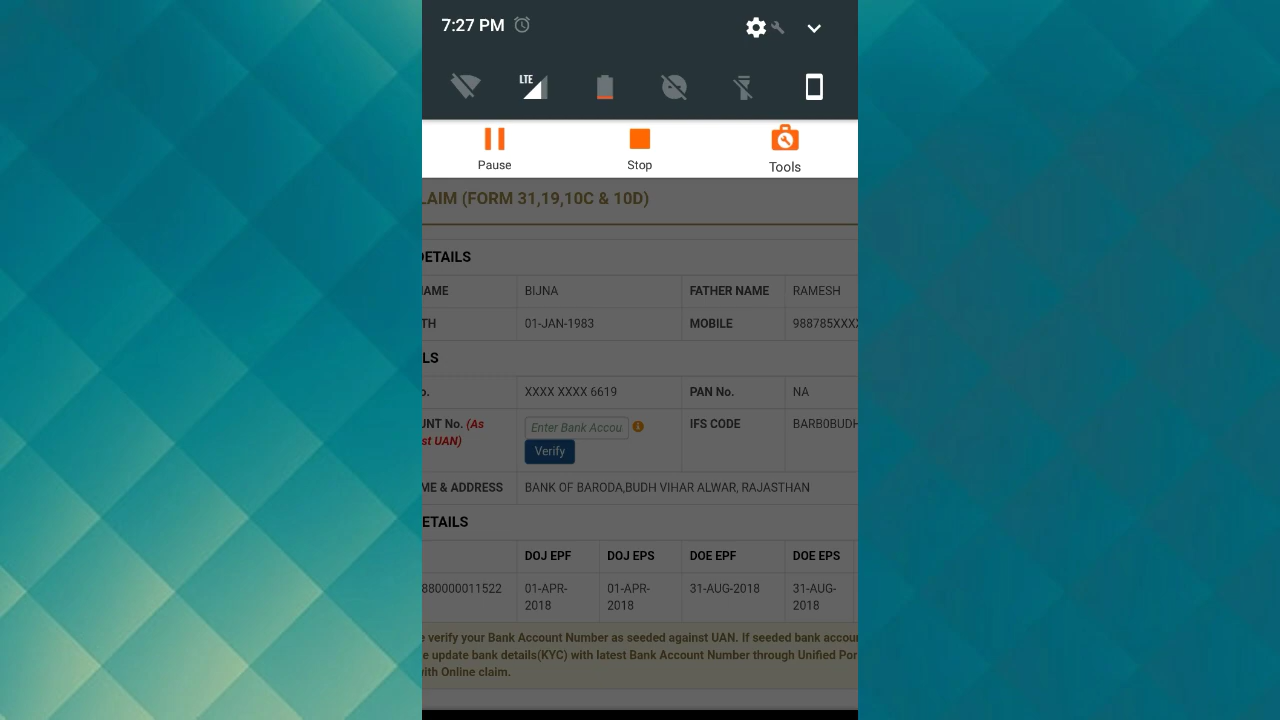 7:27 PM
LTE
Pause Stop Tools
LAIM (FORM 31,19,10C & 10D)
DETAILS
NAME BIJNA FATHER NAME RAMESH
TH 01-JAN-1983 MOBILE 988785XXXX
LS
o. XXXX XXXX 6619 PAN No. NA
UNT No. (As
st UAN)
Enter Bank Accou
IFS CODE BARB0BUDH
Verify
ME & ADDRESS BANK OF BARODA,BUDH VIHAR ALWAR, RAJASTHAN
ETAILS
DOJ EPF DOJ EPS DOE EPF DOE EPS
880000011522 01-APR-2018 01-APR-2018 31-AUG-2018 31-AUG-2018
e verify your Bank Account Number as seeded against UAN. If seeded bank accour
e update bank details(KYC) with latest Bank Account Number through Unified Por
ith Online claim.